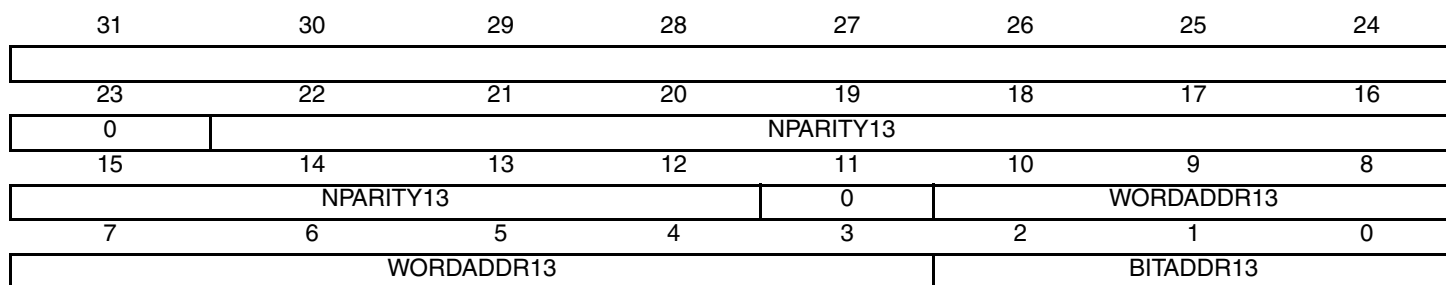 31 30 29 28 27 26 25 24
23 22 21 20 19 18 17 16
0 NPARITY13
15 14 13 12 11 10 9 8
NPARITY13 0 WORDADDR13
7 6 5 4 3 2 1 0
WORDADDR13 BITADDR13